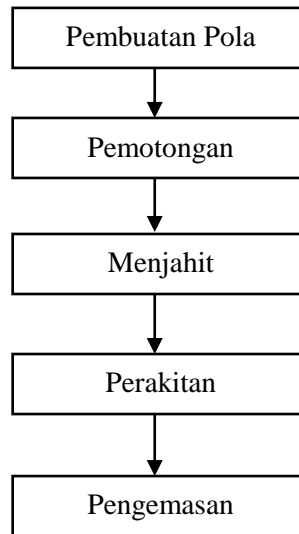 Pembuatan Pola
Pemotongan
Menjahit
Perakitan
Pengemasan